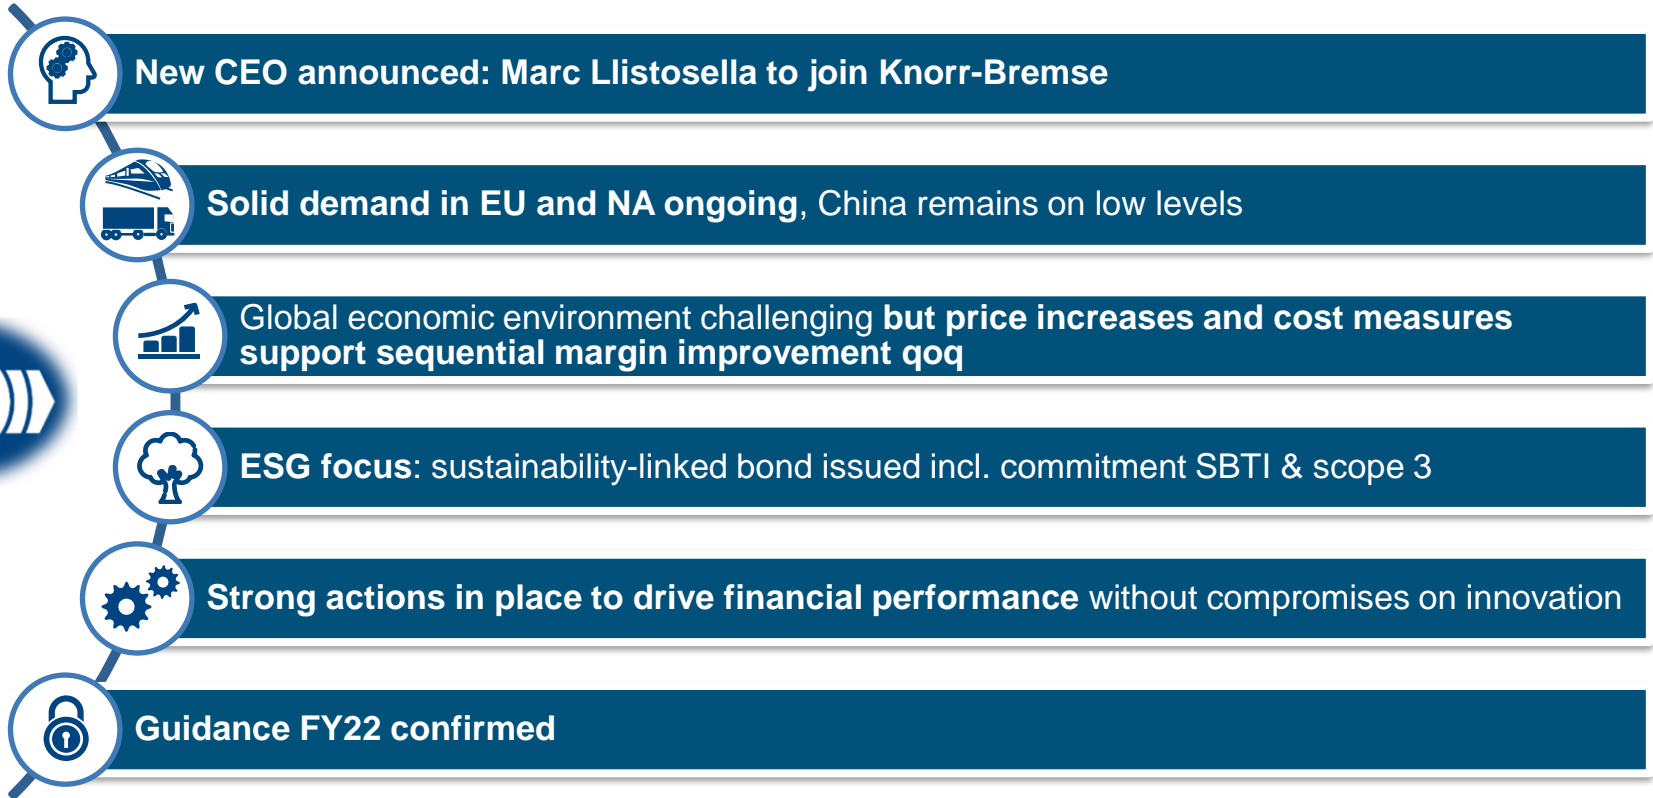 New CEO announced: Marc Llistosella to join Knorr-Bremse
Solid demand in EU and NA ongoing, China remains on low levels
Global economic environment challenging but price increases and cost measures
support sequential margin improvement qoq
ESG focus: sustainability-linked bond issued incl. commitment SBTI & scope 3
Strong actions in place to drive financial performance without compromises on innovation
Guidance FY22 confirmed